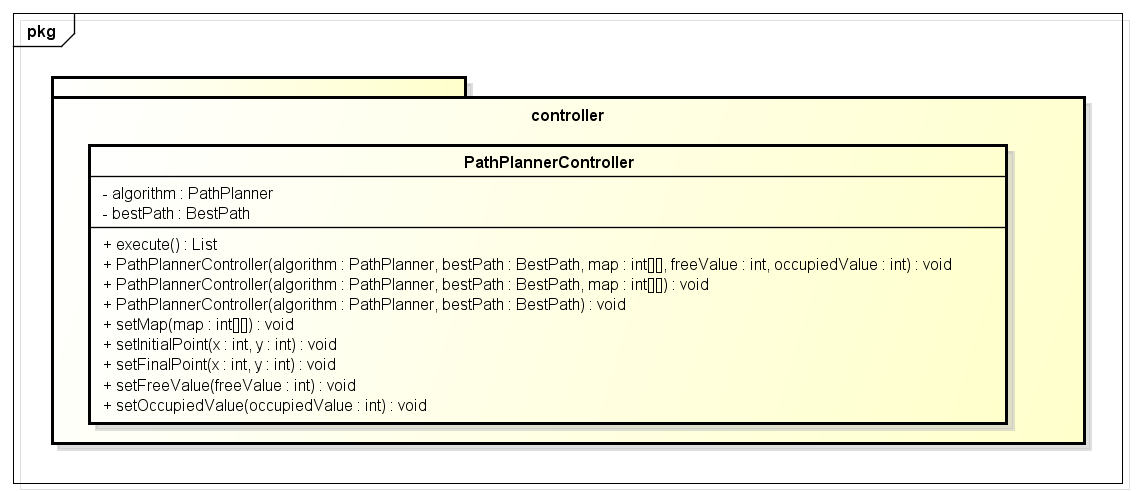 pkg
controller
PathPlannerController
- algorithm : PathPlanner
- bestPath : BestPath
+ execute() : List
+ PathPlannerController(algorithm : PathPlanner, bestPath : BestPath, map : int[][], freeValue : int, occupiedValue : int) : void
+ PathPlannerController(algorithm : PathPlanner, bestPath : BestPath, map : int[][]) : void
+ PathPlannerController(algorithm : PathPlanner, bestPath : BestPath) : void
+ setMap(map : int[][]) : void
+ setInitialPoint(x : int, y : int) : void
+ setFinalPoint(x : int, y : int) : void
+ setFreeValue(freeValue : int) : void
+ setOccupiedValue(occupiedValue : int) : void